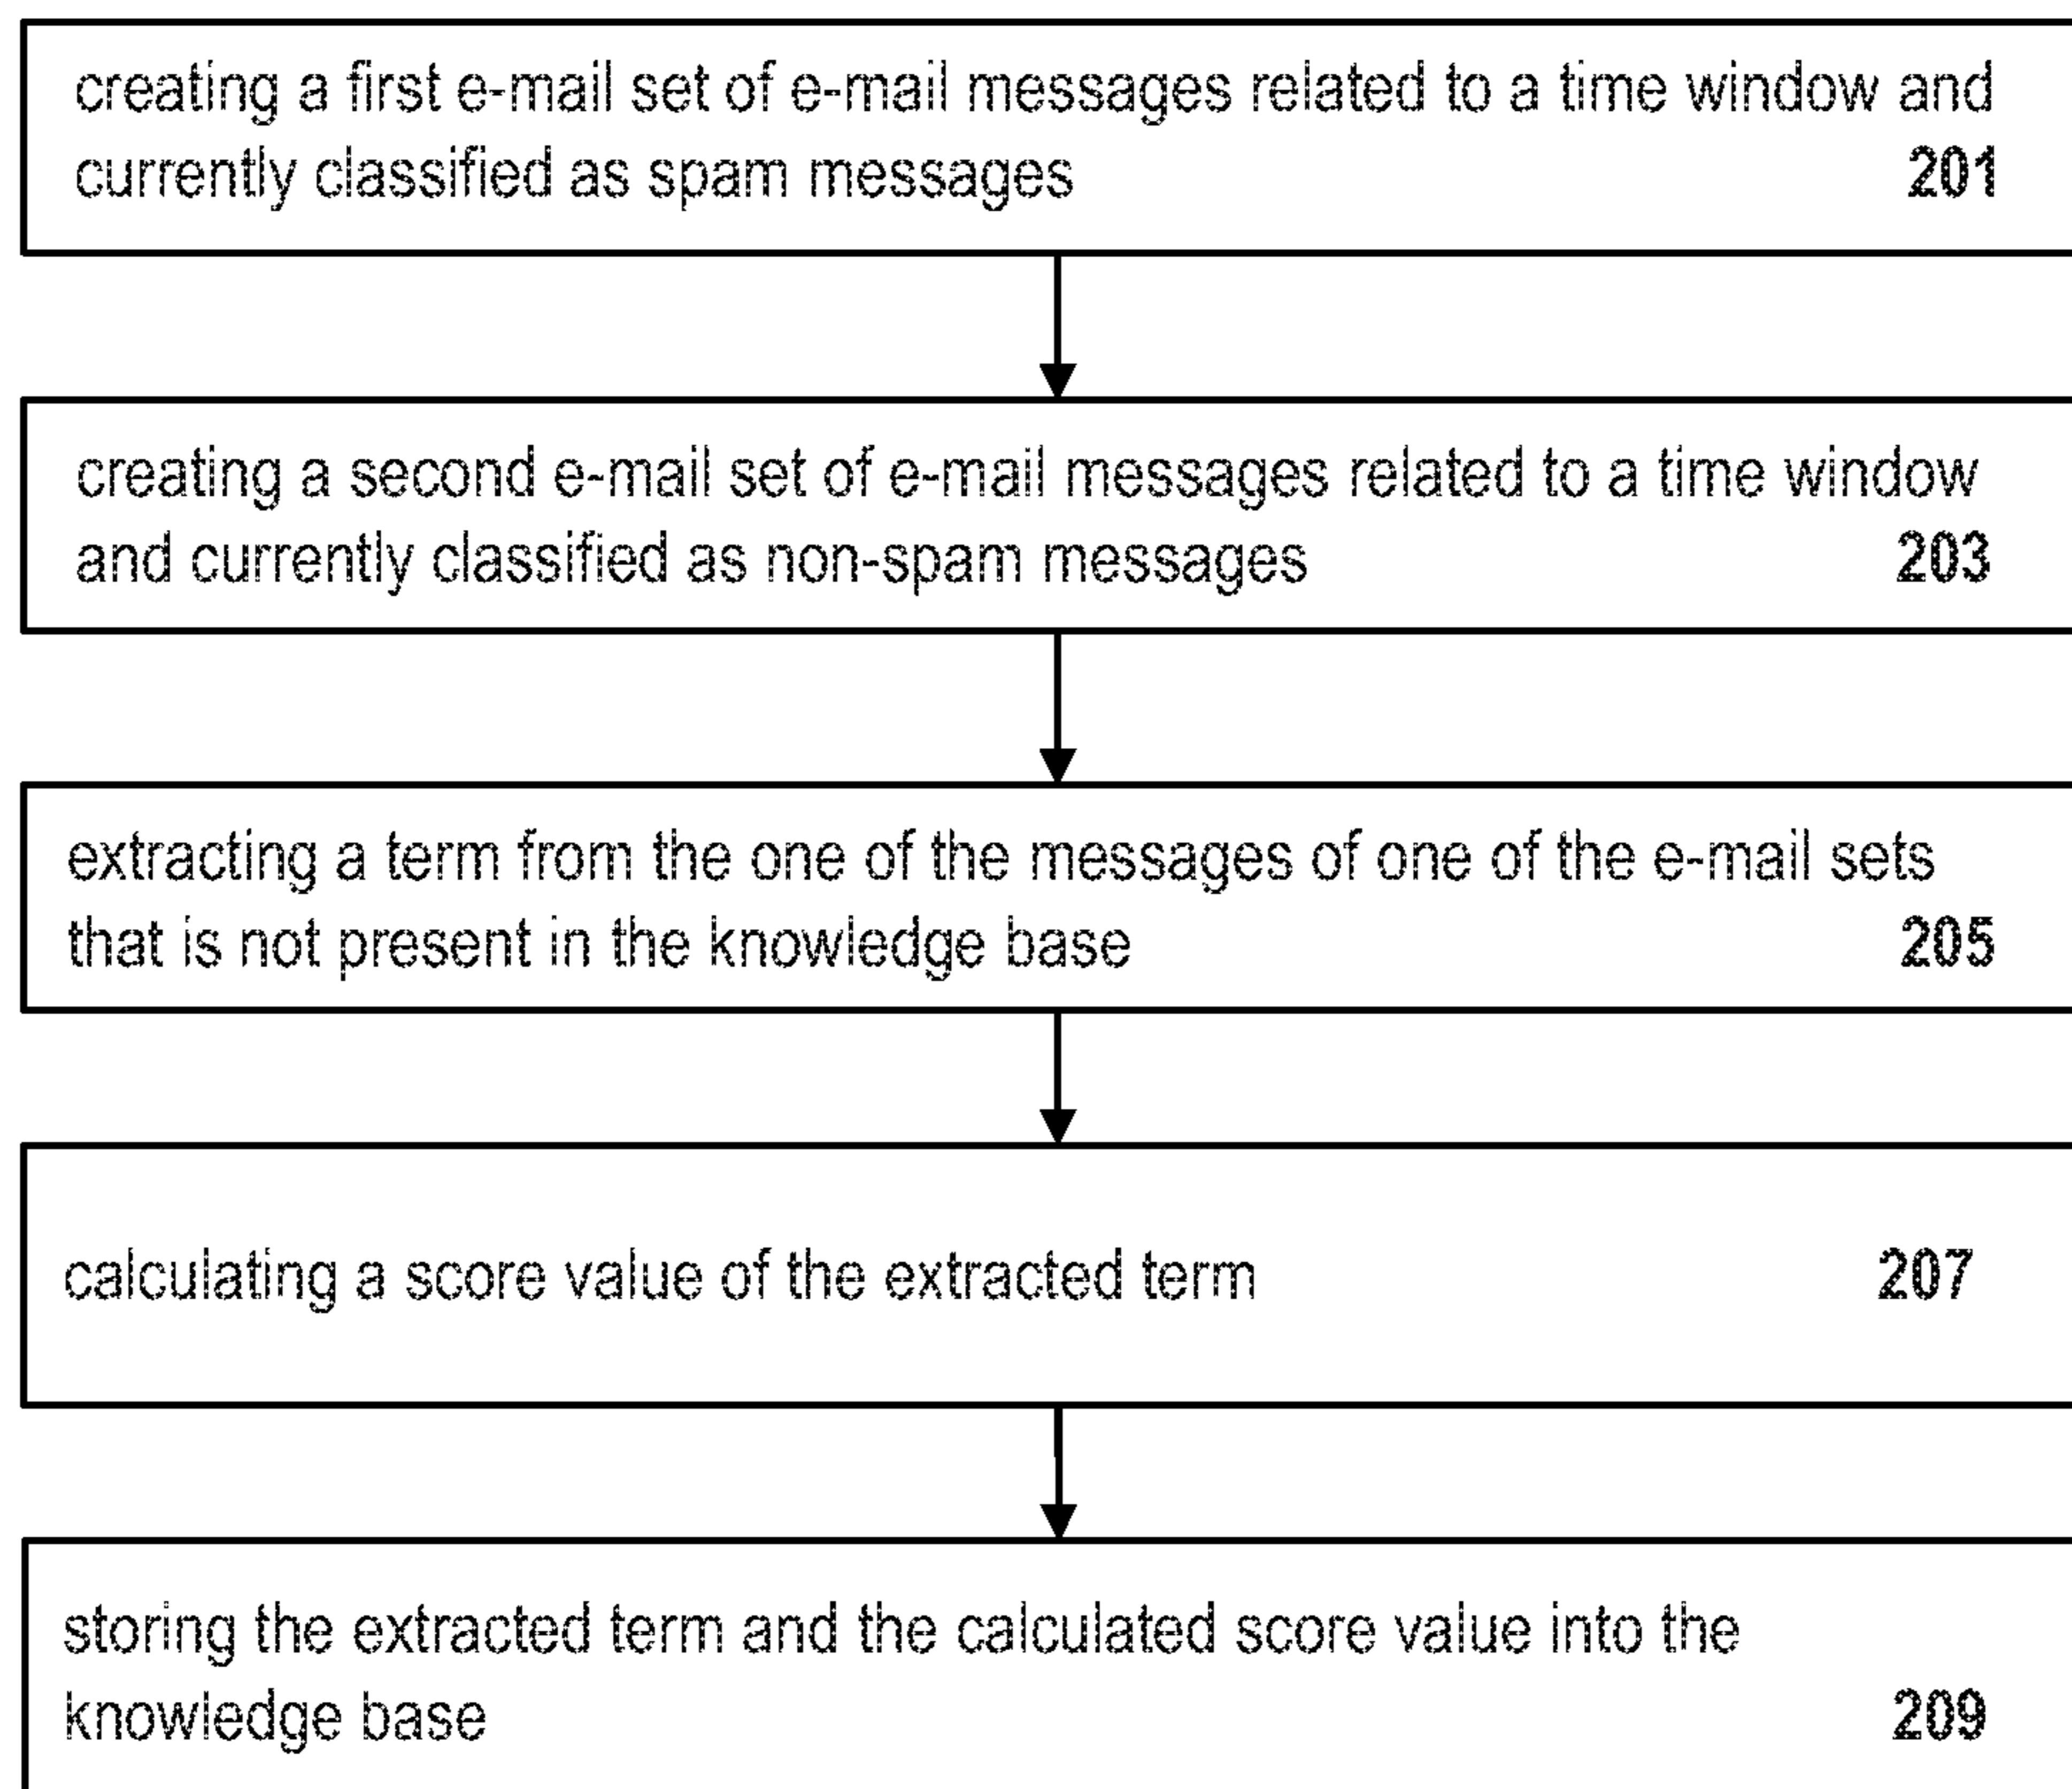 creating a first e-mail set of e-mail messages related to a time window and
currently classified as spam messages 201
creating a second e-mail set of e-mail messages related to a time window
and currently classified as non-spam messages 203
extracting a term from the one of the messages of one of the e-mail sets
that is not present in the knowledge base 205
calculating a score value of the extracted term 207
storing the extracted term and the calculated score value into the
knowledge base 209